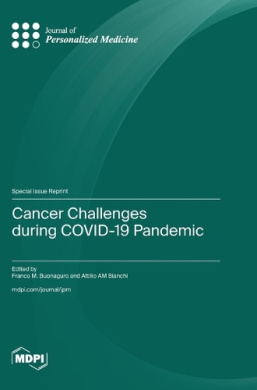 Journal of
Personalized Medicine
Special Issue Reprint
Cancer Challenges
during COVID-19 Pandemic
Edited by
Franco M. Buonaguro and Attilio AM Bianchi
mdpi.com/journal/jpm
MDPI